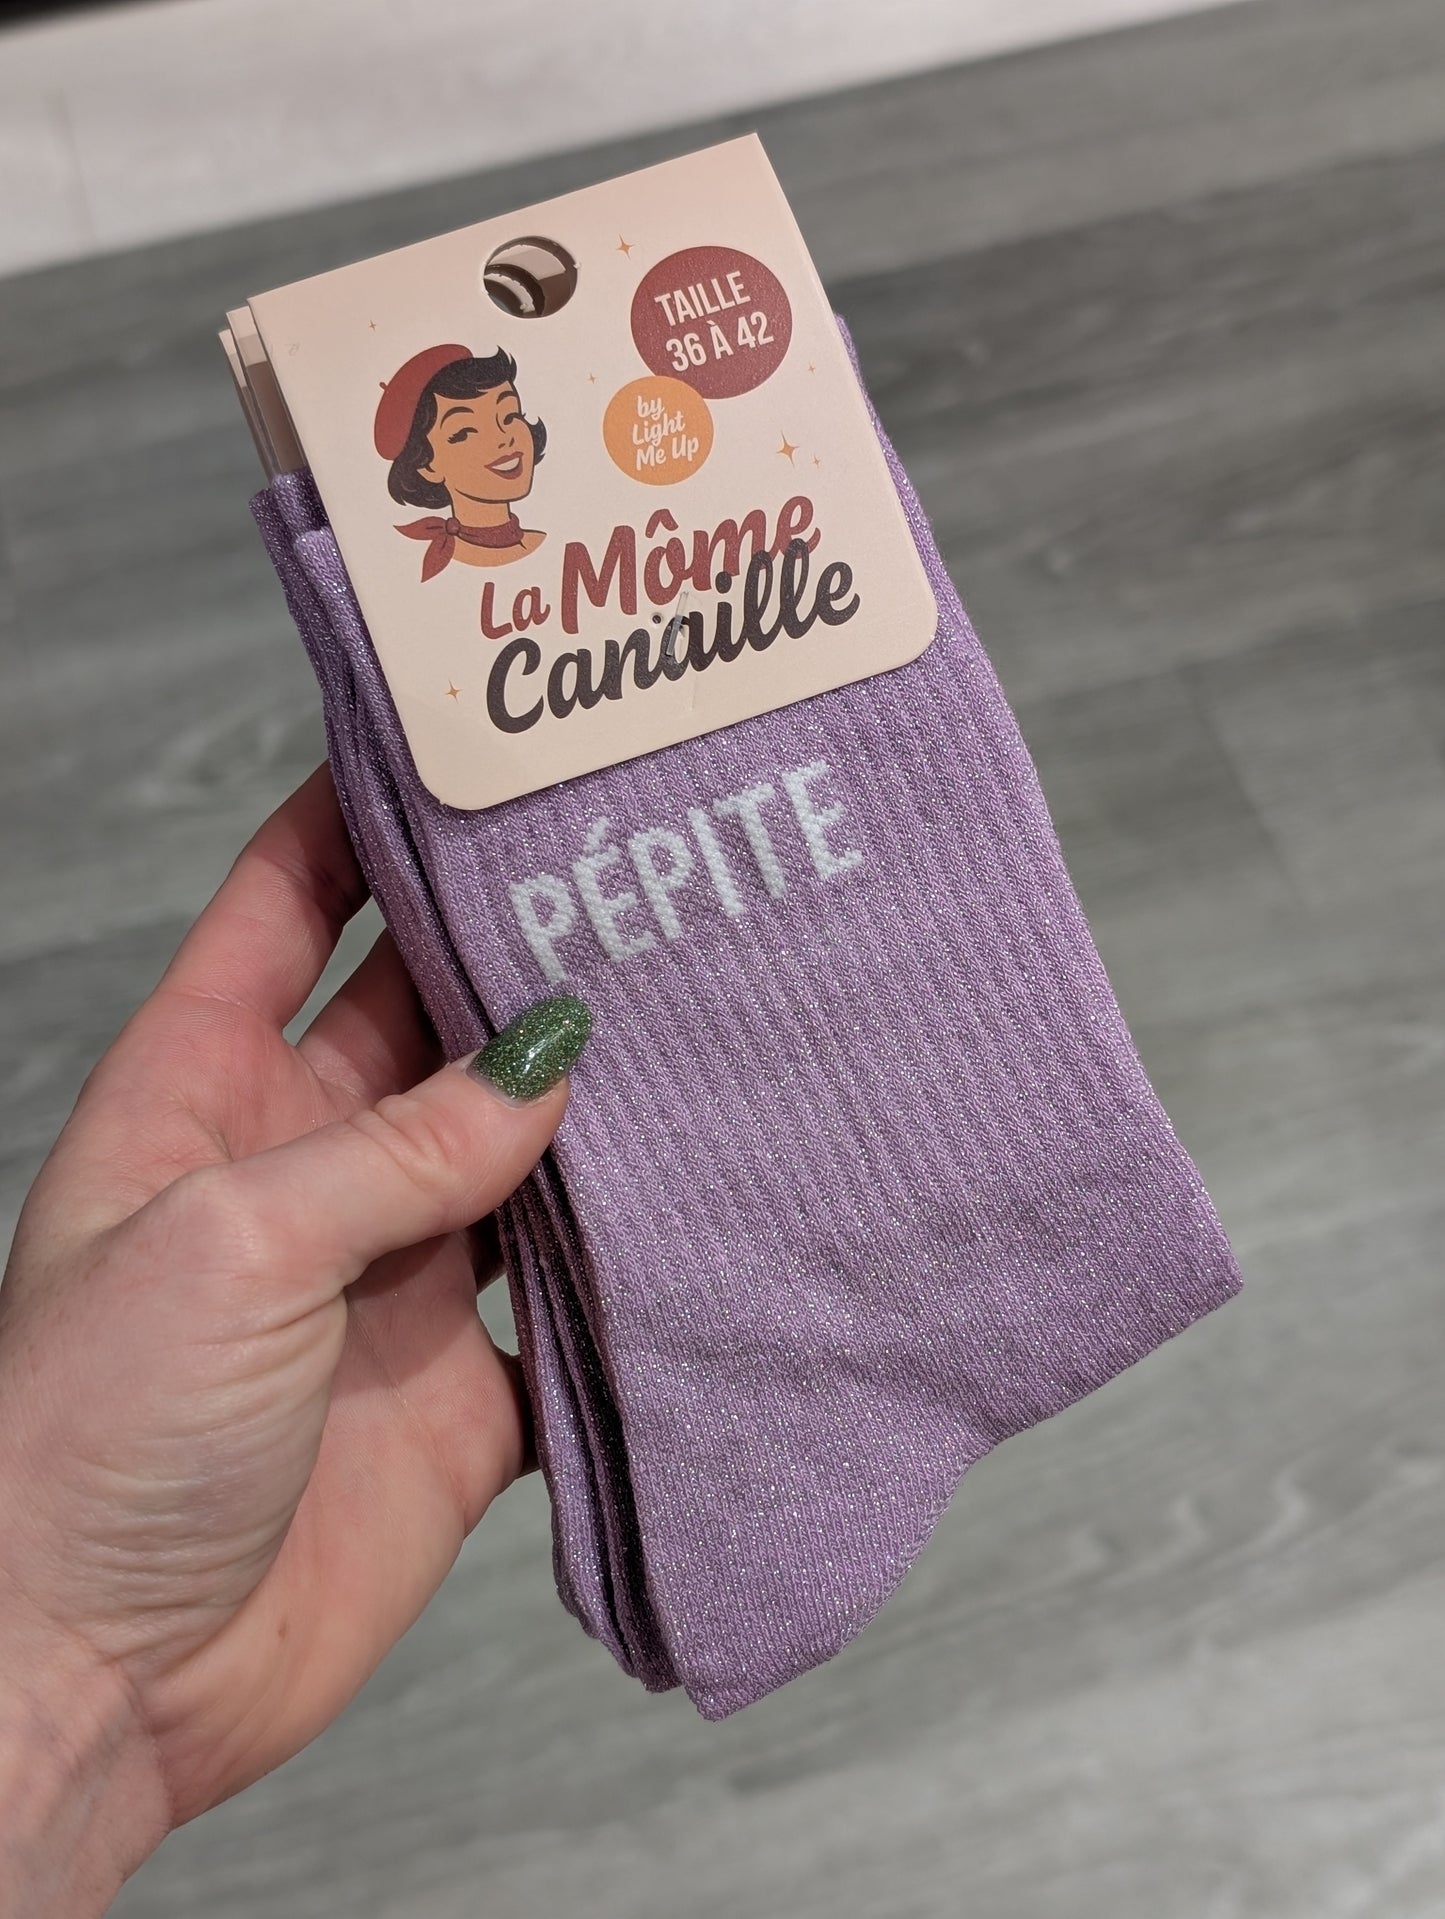 TAILLE
36 À 42
by
Light
Me Up
La Môme
Canaille
PÉPITE